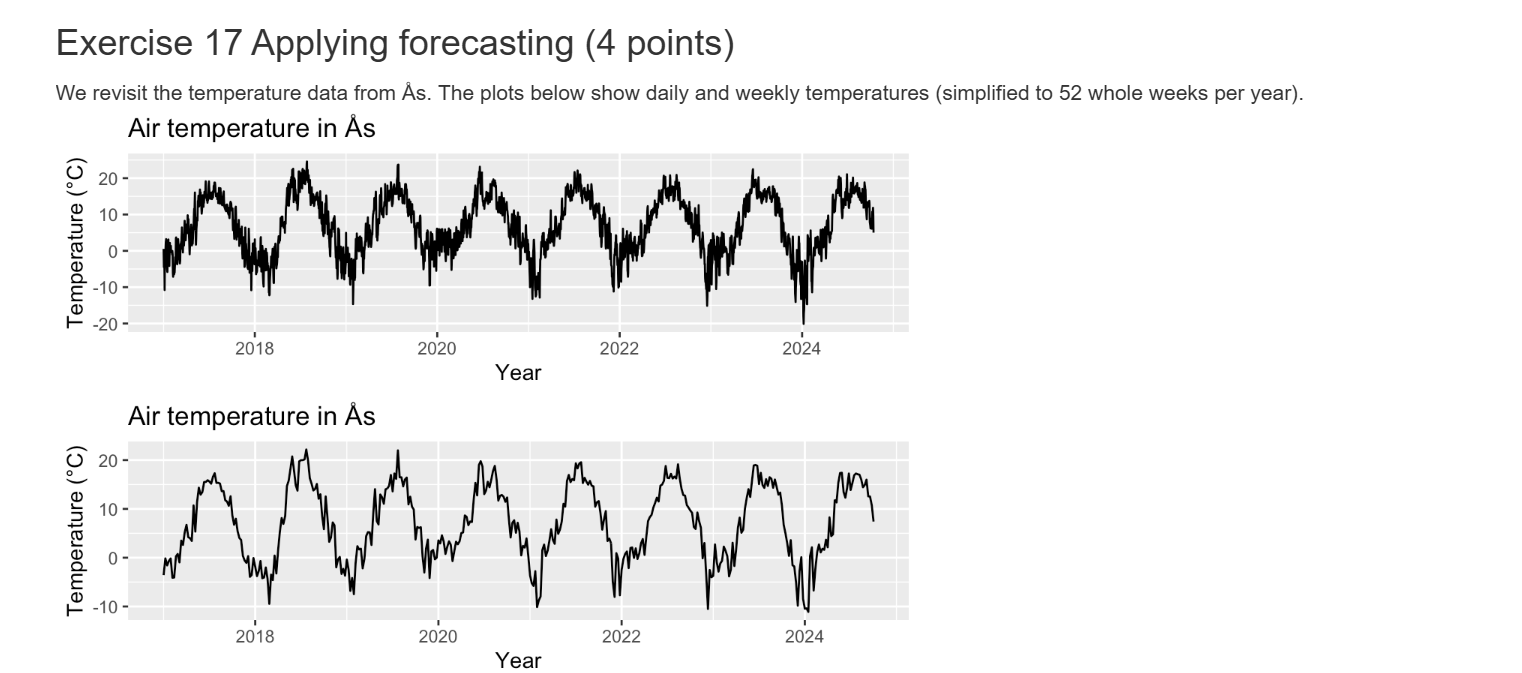 Exercise 17 Applying forecasting (4 points)
We revisit the temperature data from Ås. The plots below show daily and weekly temperatures (simplified to 52 whole weeks per year).
Air temperature in Ås
Temperature (°C)
20
10
0
-10
-20
2018 2020 2022 2024
Year
Air temperature in Ås
Temperature (°C)
20
10
0
-10
2018 2020 2022 2024
Year